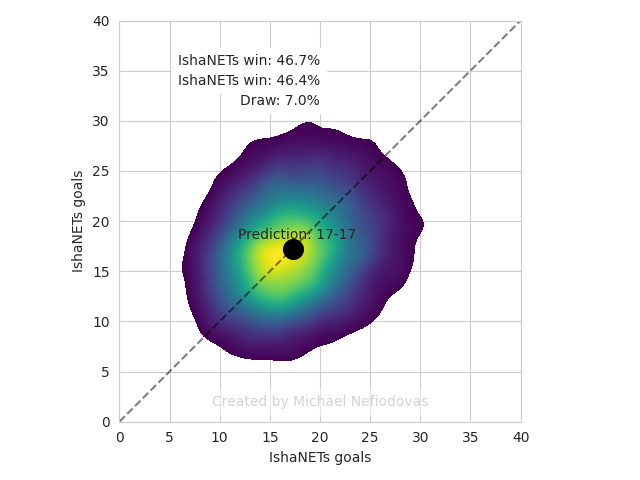 40
35
30
25
20
15
10
5
0
IshaNETs goals
IshaNETs win: 46.7%
IshaNETs win: 46.4%
Draw: 7.0%
Prediction: 17-17
Created by Michael Nefiodovas
0 5 10 15 20 25 30 35 40
IshaNETs goals